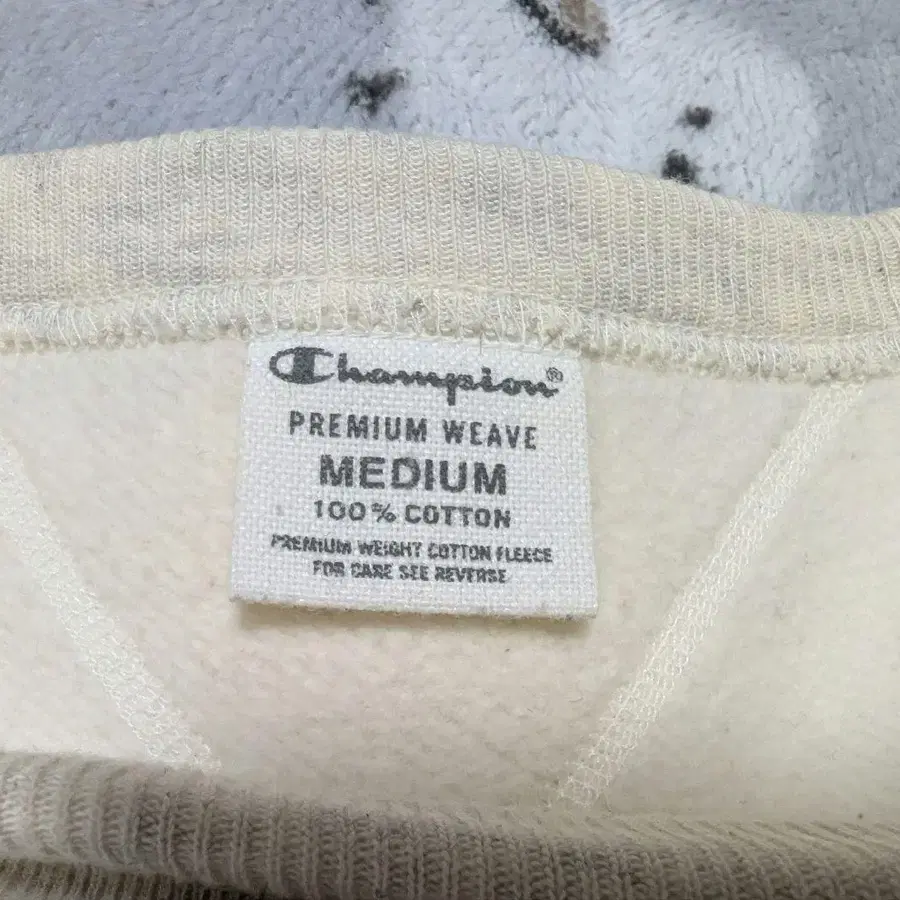 Champion®
PREMIUM WEAVE
MEDIUM
100% COTTON
PREMIUM WEIGHT COTTON FLEECE
FOR CARE SEE REVERSE